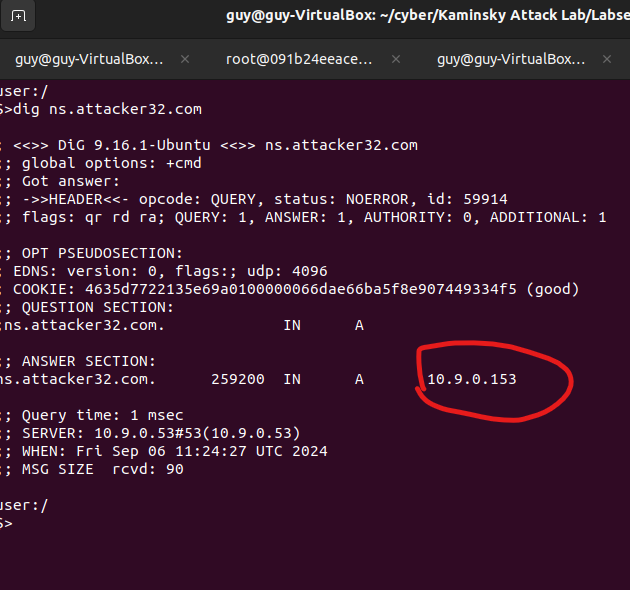 guy@guy-VirtualBox: ~/cyber/Kaminsky Attack Lab/Labse
guy@guy-VirtualBox:... × root@091b24eeace... × guy@guy-VirtualBox... ×
user:/
$>dig ns.attacker32.com
; <<>> DiG 9.16.1-Ubuntu <<>> ns.attacker32.com
;; global options: +cmd
;; Got answer:
;; ->>HEADER<<- opcode: QUERY, status: NOERROR, id: 59914
;; flags: qr rd ra; QUERY: 1, ANSWER: 1, AUTHORITY: 0, ADDITIONAL: 1
;; OPT PSEUDOSECTION:
; EDNS: version: 0, flags:; udp: 4096
; COOKIE: 4635d7722135e69a0100000066dae66ba5f8e907449334f5 (good)
;; QUESTION SECTION:
;ns.attacker32.com. IN A
;; ANSWER SECTION:
ns.attacker32.com. 259200 IN A 10.9.0.153
;; Query time: 1 msec
;; SERVER: 10.9.0.53#53(10.9.0.53)
;; WHEN: Fri Sep 06 11:24:27 UTC 2024
;; MSG SIZE rcvd: 90
user:/
$>